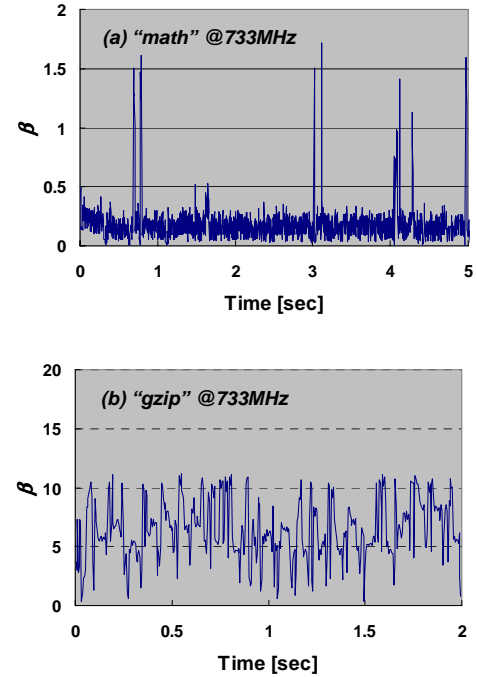 2
(a) “math” @733MHz
1.5
1
β
0.5
0
0 1 2 3 4 5
Time [sec]
20
(b) “gzip” @733MHz
15
10
β
5
0
0 0.5 1 1.5 2
Time [sec]